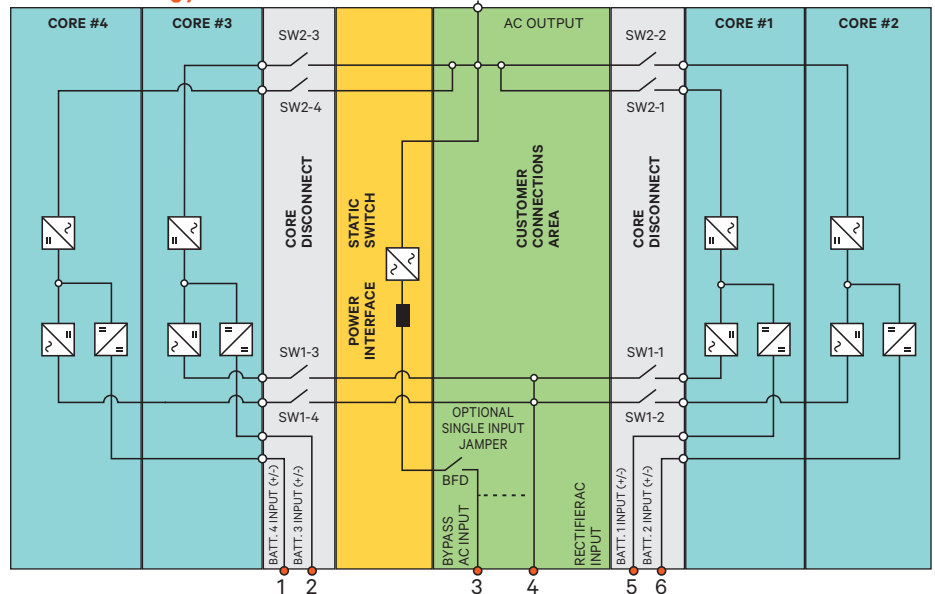 CORE #4
CORE #3
AC OUTPUT
CORE #1
CORE #2
SW2-3
SW2-2
SW2-4
SW2-1
CORE
DISCONNECT
STATIC
SWITCH
CUSTOMER
CONNECTIONS
AREA
CORE
DISCONNECT
POWER
INTERFACE
SW1-3
SW1-1
SW1-4
SW1-2
OPTIONAL
SINGLE INPUT
JAMPER
BFD
BATT. 4 INPUT (+/-)
BATT. 3 INPUT (+/-)
BYPASS
AC INPUT
RECTIFIERAC
INPUT
BATT. 1 INPUT (+/-)
BATT. 2 INPUT (+/-)
1
2
3
4
5
6